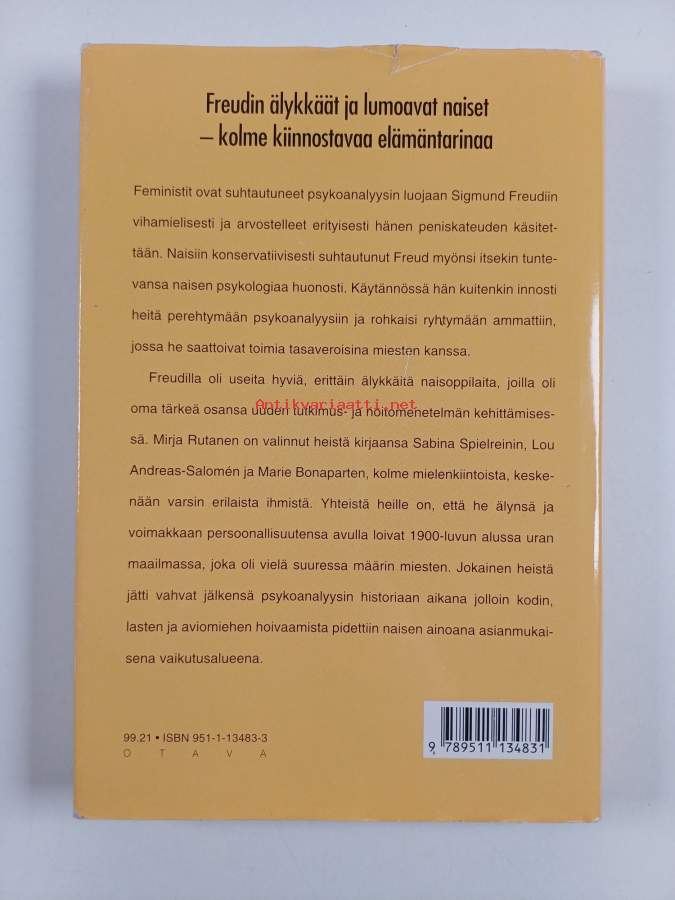 Freudin älykkäät ja lumoavat naiset
– kolme kiinnostavaa elämäntarinaa
Feministit ovat suhtautuneet psykoanalyysin luojaan Sigmund Freudiin
vihamielisesti ja arvostelleet erityisesti hänen peniskateuden käsitet-
tään. Naisiin konservatiivisesti suhtautunut Freud myönsi itsekin tunte-
vansa naisen psykologiaa huonosti. Käytännössä hän kuitenkin innosti
heitä perehtymään psykoanalyysiin ja rohkaisi ryhtymään ammattiin,
jossa he saattoivat toimia tasaveroisina miesten kanssa.
Freudilla oli useita hyviä, erittäin älykkäitä naisoppilaita, joilla oli
Antikvariaatti.net
oma tärkeä osansa uuden tutkimus- ja hoitomenetelmän kehittämises-
sä. Mirja Rutanen on valinnut heistä kirjaansa Sabina Spielreinin, Lou
Andreas-Salomén ja Marie Bonaparten, kolme mielenkiintoista, keske-
nään varsin erilaista ihmistä. Yhteistä heille on, että he älynsä ja
voimakkaan persoonallisuutensa avulla loivat 1900-luvun alussa uran
maailmassa, joka oli vielä suuressa määrin miesten. Jokainen heistä
jätti vahvat jälkensä psykoanalyysin historiaan aikana jolloin kodin,
lasten ja aviomiehen hoivaamista pidettiin naisen ainoana asianmukai-
sena vaikutusalueena.
99.21 • ISBN 951-1-13483-3
OTAVA
9 789511 134831